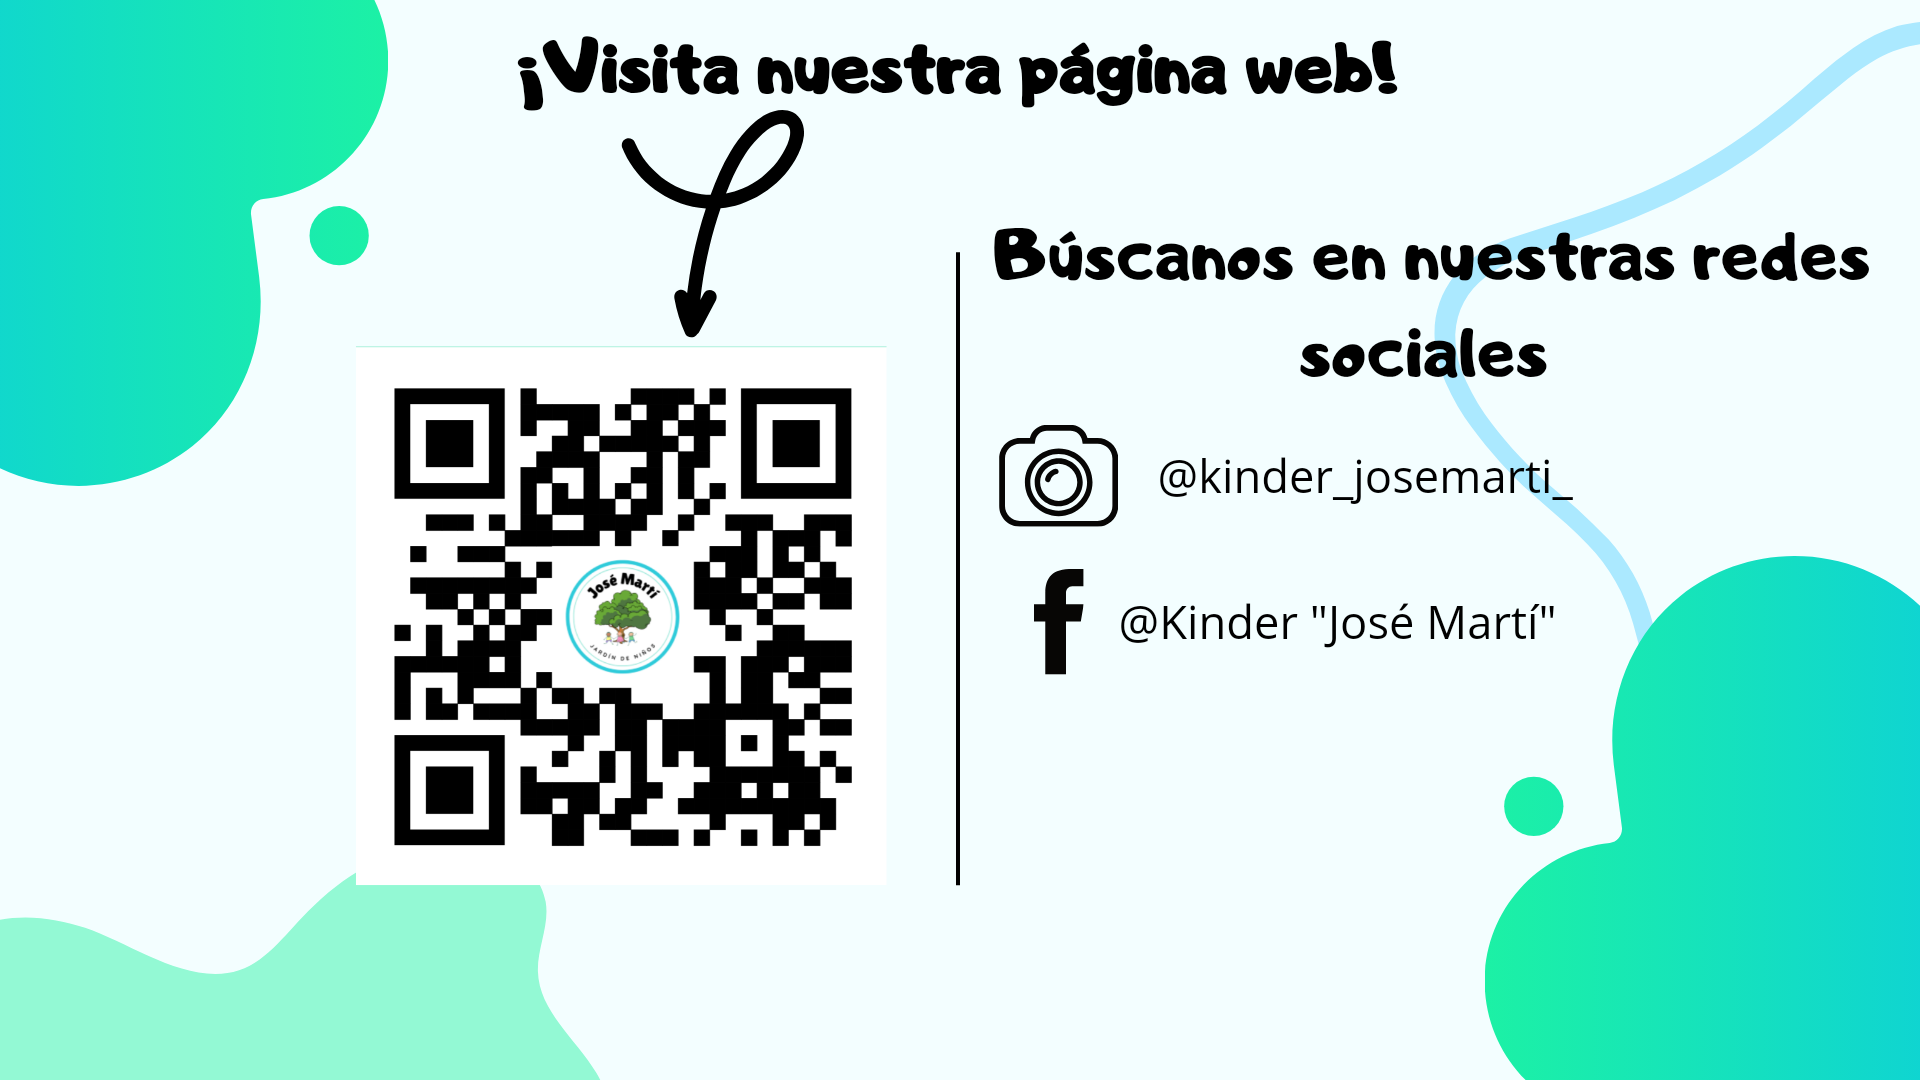 ¡Visita nuestra página web!
José Martí
JARDÍN DE NIÑOS
Búscanos en nuestras redes
sociales
@kinder_josemarti_
@Kinder "José Martí"